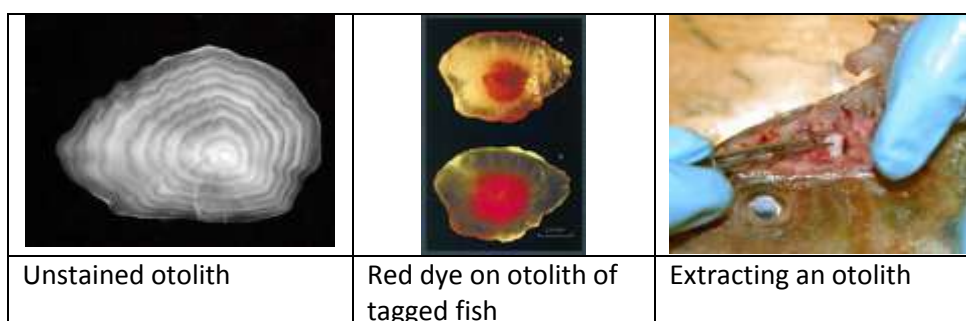 Unstained otolith
Red dye on otolith of
tagged fish
Extracting an otolith